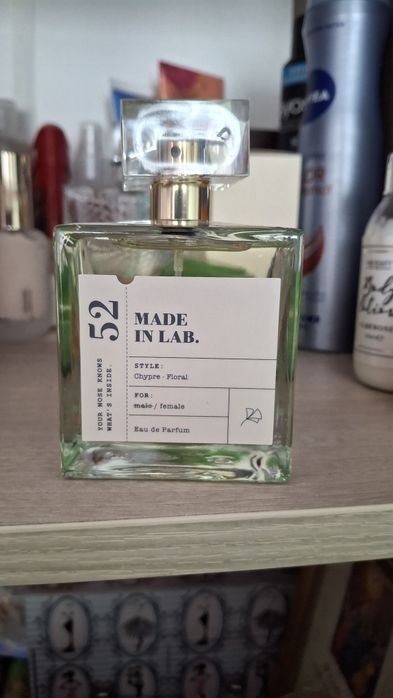 52
YOUR NOSE KNOWS
WHAT'S INSIDE.
MADE
IN LAB.
STYLE:
Chypre - Floral
FOR:
male / female
Eau de Parfum
NIVEA